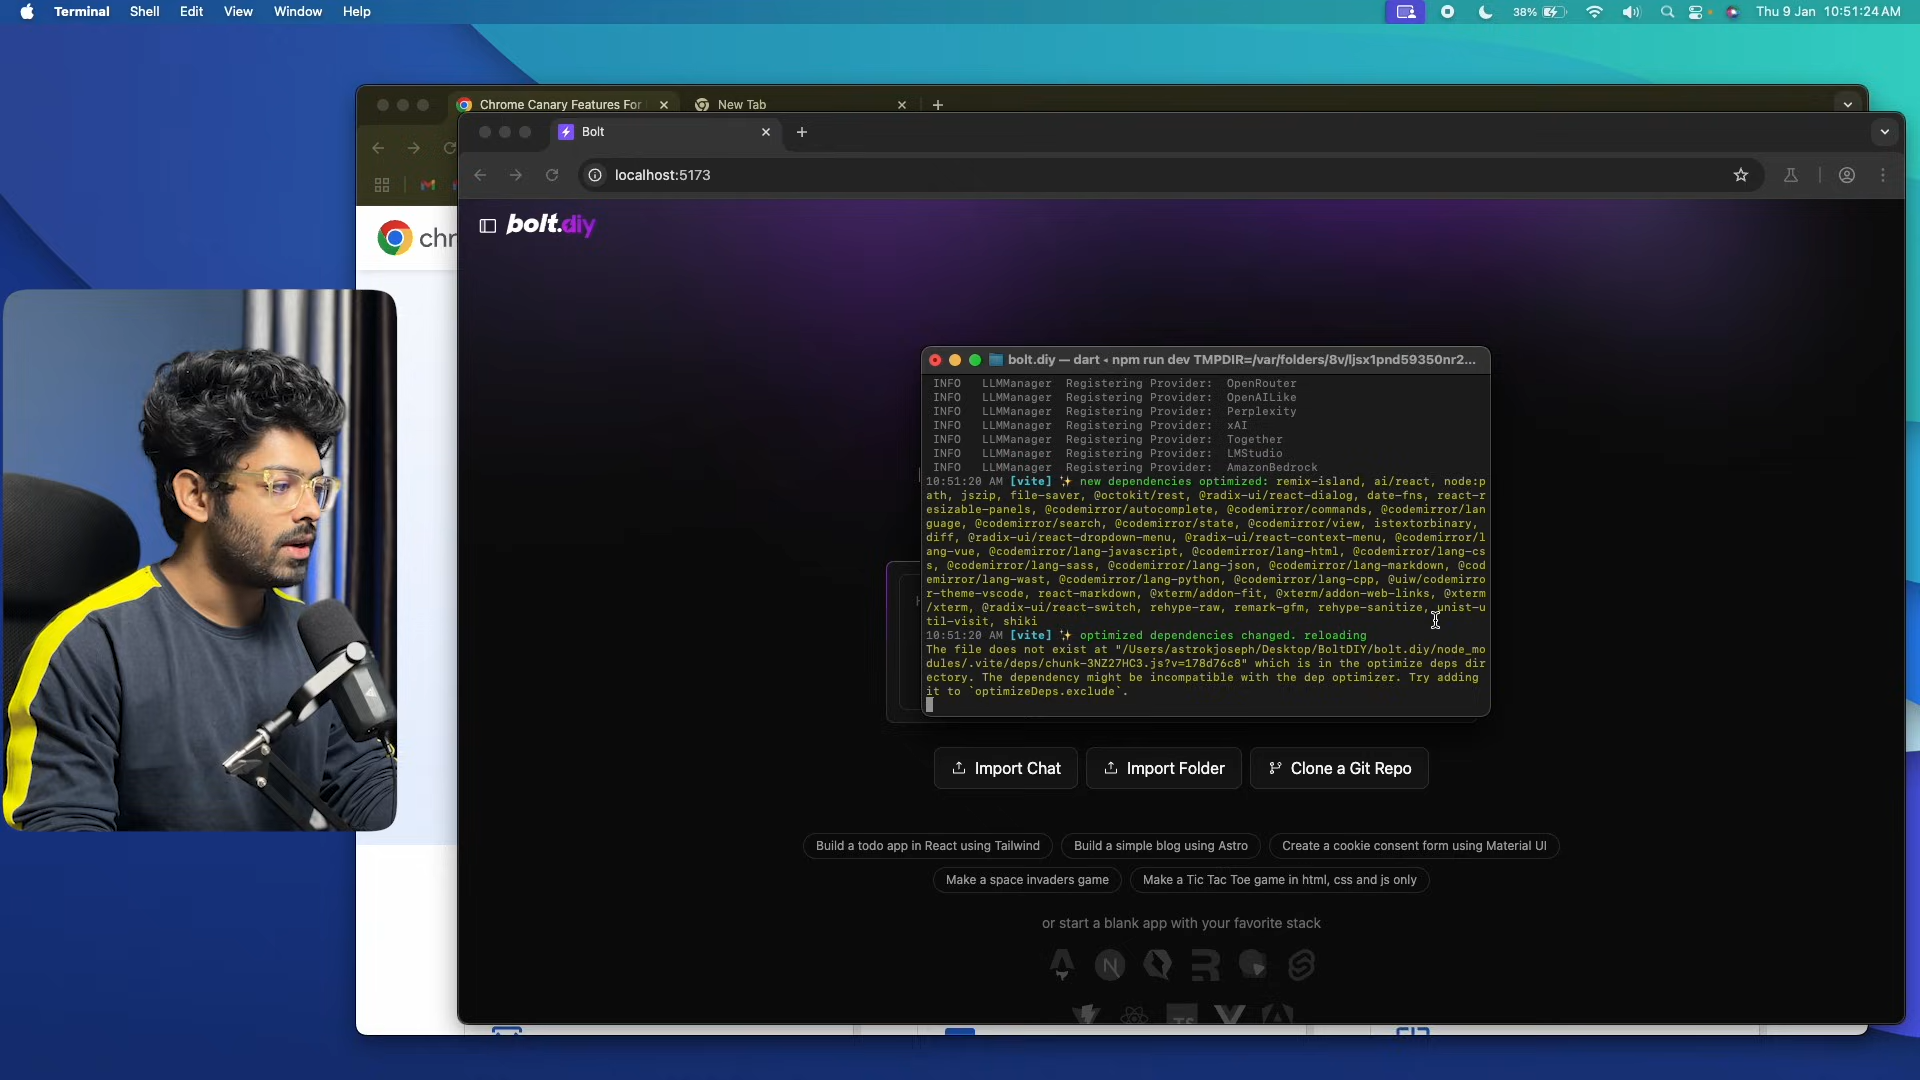 Terminal Shell Edit View Window Help
38% Thu 9 Jan 10:51:24 AM
Chrome Canary Features For
New Tab
Bolt
localhost:5173
bolt.diy
chr
bolt.diy — dart ◂ npm run dev TMPDIR=/var/folders/8v/ljsx1pnd59350nr2...
INFO LLMManager Registering Provider: OpenRouter
INFO LLMManager Registering Provider: OpenAILike
INFO LLMManager Registering Provider: Perplexity
INFO LLMManager Registering Provider: xAI
INFO LLMManager Registering Provider: Together
INFO LLMManager Registering Provider: LMStudio
INFO LLMManager Registering Provider: AmazonBedrock
10:51:20 AM [vite] ✨ new dependencies optimized: remix-island, ai/react, node:p
ath, jszip, file-saver, @octokit/rest, @radix-ui/react-dialog, date-fns, react-r
esizable-panels, @codemirror/autocomplete, @codemirror/commands, @codemirror/lan
guage, @codemirror/search, @codemirror/state, @codemirror/view, istextorbinary,
diff, @radix-ui/react-dropdown-menu, @radix-ui/react-context-menu, @codemirror/l
ang-vue, @codemirror/lang-javascript, @codemirror/lang-html, @codemirror/lang-cs
s, @codemirror/lang-sass, @codemirror/lang-json, @codemirror/lang-markdown, @cod
emirror/lang-wast, @codemirror/lang-python, @codemirror/lang-cpp, @uiw/codemirro
r-theme-vscode, react-markdown, @xterm/addon-fit, @xterm/addon-web-links, @xterm
/xterm, @radix-ui/react-switch, rehype-raw, remark-gfm, rehype-sanitize, unist-u
til-visit, shiki
10:51:20 AM [vite] ✨ optimized dependencies changed. reloading
The file does not exist at "/Users/astrokjoseph/Desktop/BoltDIY/bolt.diy/node_mo
dules/.vite/deps/chunk-3NZ27HC3.js?v=178d76c8" which is in the optimize deps dir
ectory. The dependency might be incompatible with the dep optimizer. Try adding
it to `optimizeDeps.exclude`.
Import Chat Import Folder Clone a Git Repo
Build a todo app in React using Tailwind Build a simple blog using Astro Create a cookie consent form using Material UI
Make a space invaders game Make a Tic Tac Toe game in html, css and js only
or start a blank app with your favorite stack
N
TS